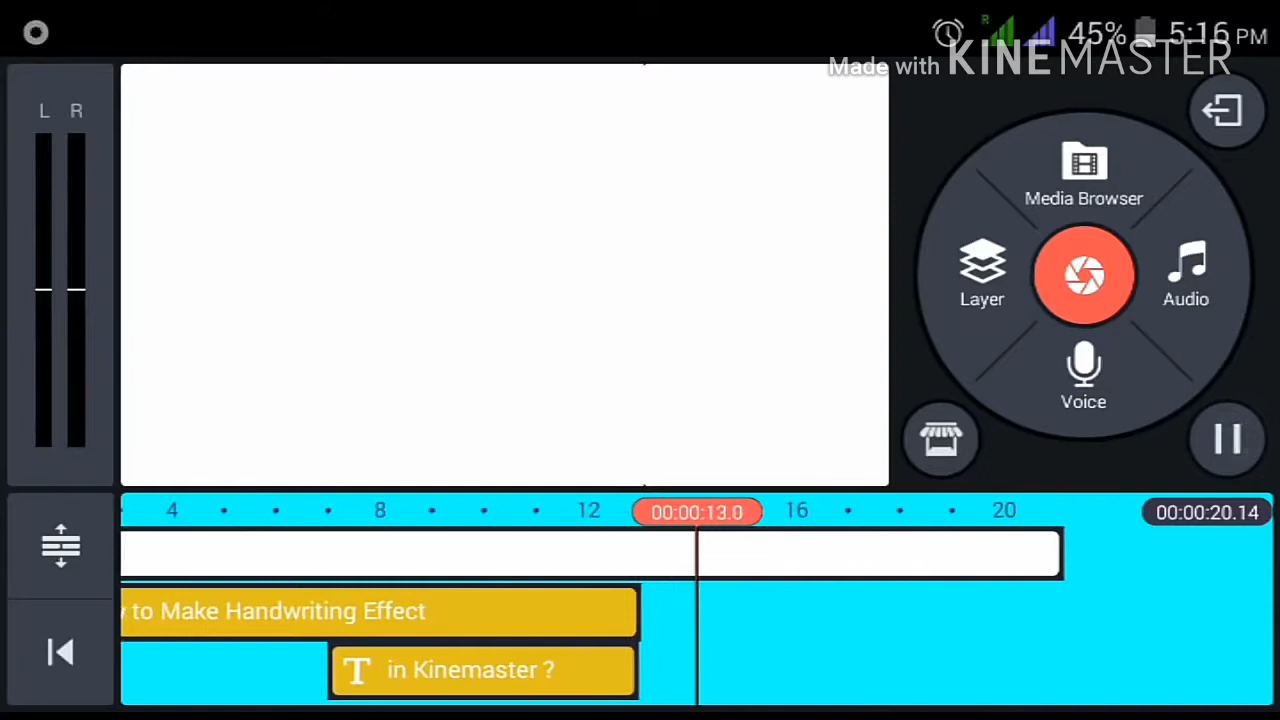 R 45% 5:16 PM
Made with KINEMASTER
L R
Media Browser
Layer
Audio
Voice
4 8 12 00:00:13.0 16 20 00:00:20.14
to Make Handwriting Effect
T in Kinemaster ?